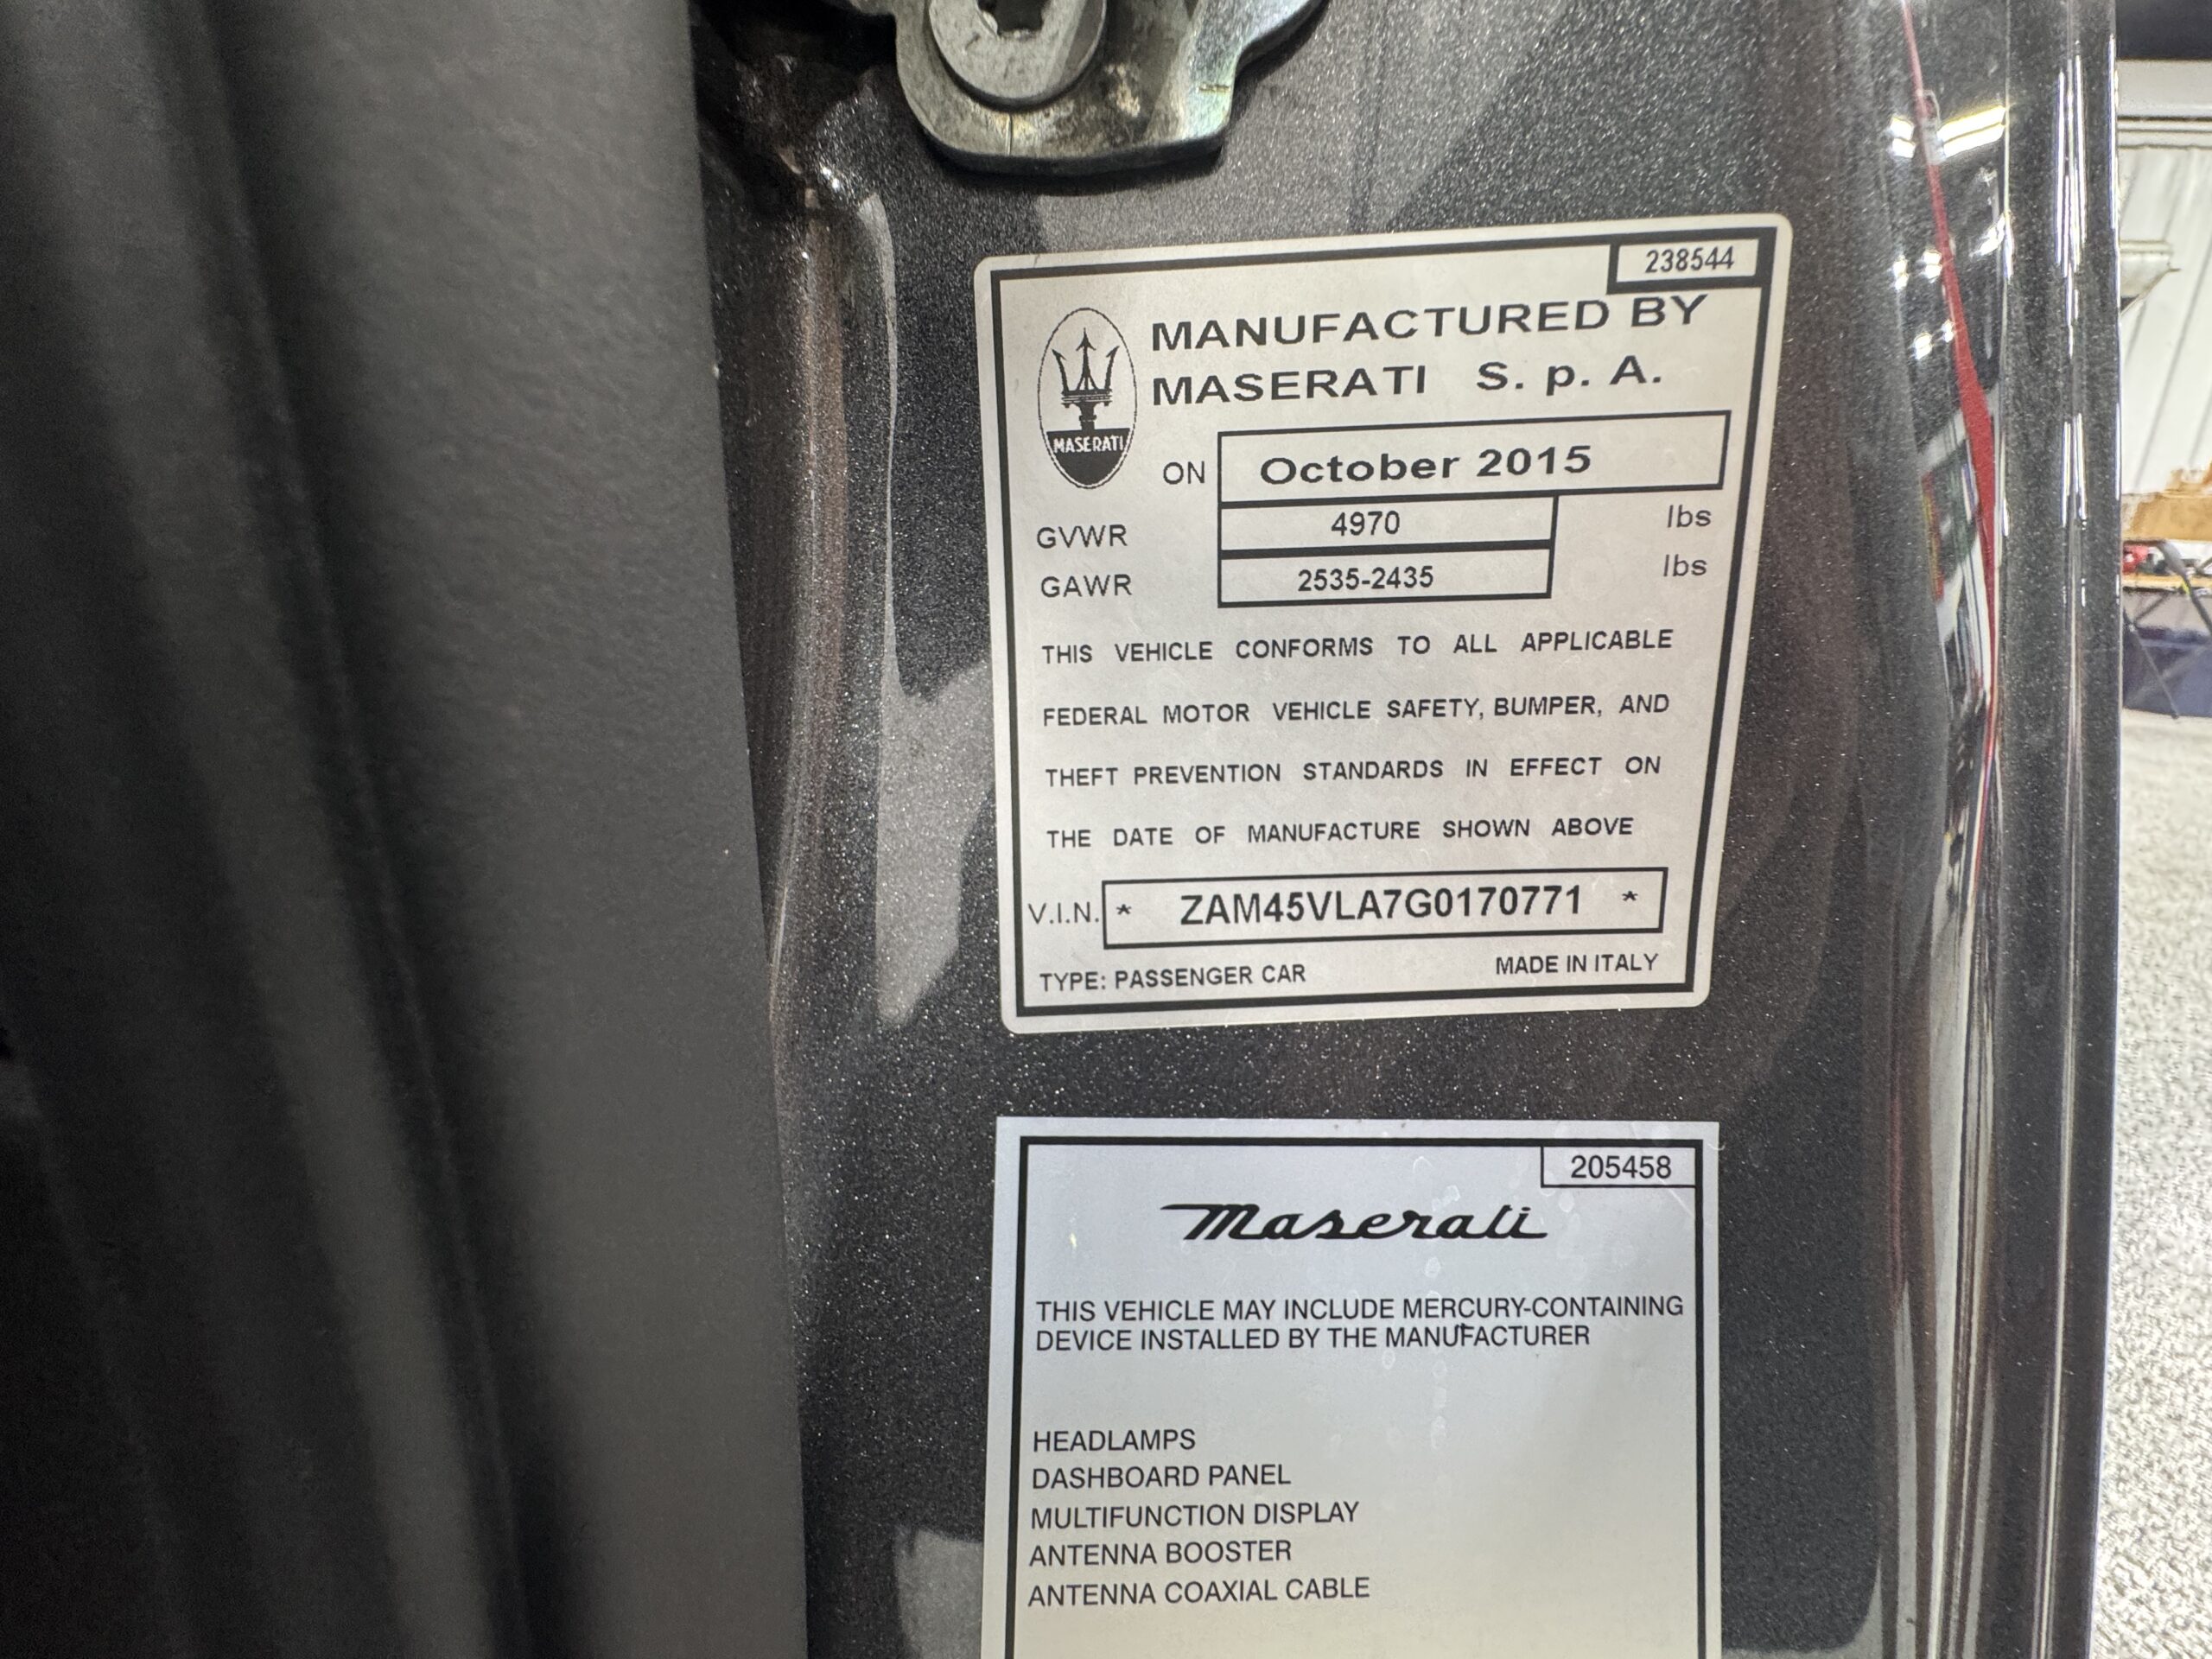 238544
MANUFACTURED BY
MASERATI S. p. A.
MASERATI
ON October 2015
GVWR 4970 lbs
GAWR 2535-2435 lbs
THIS VEHICLE CONFORMS TO ALL APPLICABLE
FEDERAL MOTOR VEHICLE SAFETY, BUMPER, AND
THEFT PREVENTION STANDARDS IN EFFECT ON
THE DATE OF MANUFACTURE SHOWN ABOVE
V.I.N. * ZAM45VLA7G0170771 *
TYPE: PASSENGER CAR MADE IN ITALY
205458
Maserati
THIS VEHICLE MAY INCLUDE MERCURY-CONTAINING
DEVICE INSTALLED BY THE MANUFACTURER
HEADLAMPS
DASHBOARD PANEL
MULTIFUNCTION DISPLAY
ANTENNA BOOSTER
ANTENNA COAXIAL CABLE